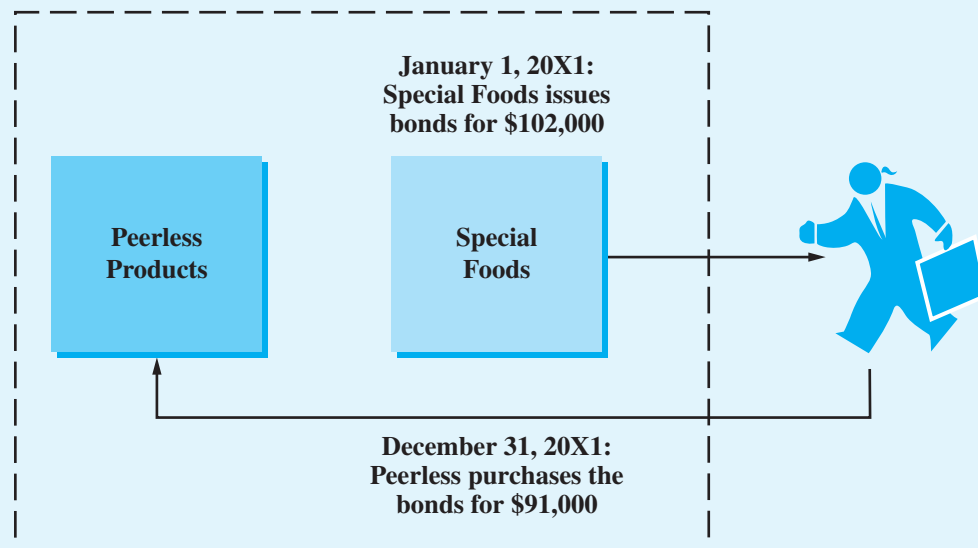 January 1, 20X1:
Special Foods issues
bonds for $102,000
Peerless
Products
Special
Foods
December 31, 20X1:
Peerless purchases the
bonds for $91,000